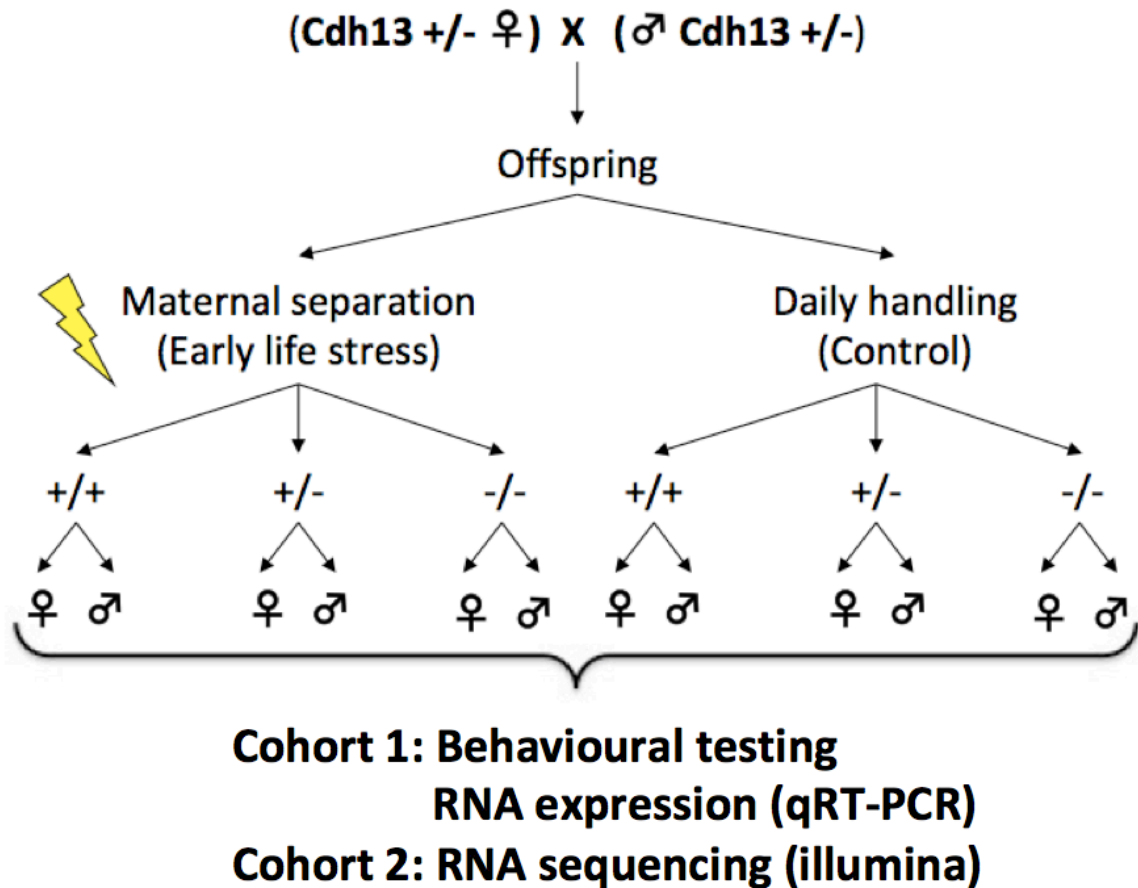 (Cdh13 +/- ♀) X (♂ Cdh13 +/-)
Offspring
Maternal separation
(Early life stress)
Daily handling
(Control)
+/+ +/- -/- +/+ +/- -/-
♀ ♂ ♀ ♂ ♀ ♂ ♀ ♂ ♀ ♂ ♀ ♂
Cohort 1: Behavioural testing
RNA expression (qRT-PCR)
Cohort 2: RNA sequencing (illumina)